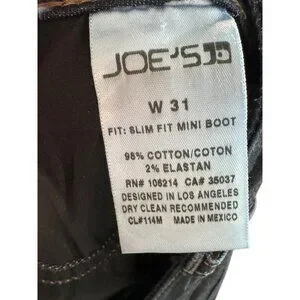 JOE'S
W 31
FIT: SLIM FIT MINI BOOT
98% COTTON/COTON
2% ELASTAN
RN# 106214 CA# 35037
DESIGNED IN LOS ANGELES
DRY CLEAN RECOMMENDED
CL#114M MADE IN MEXICO